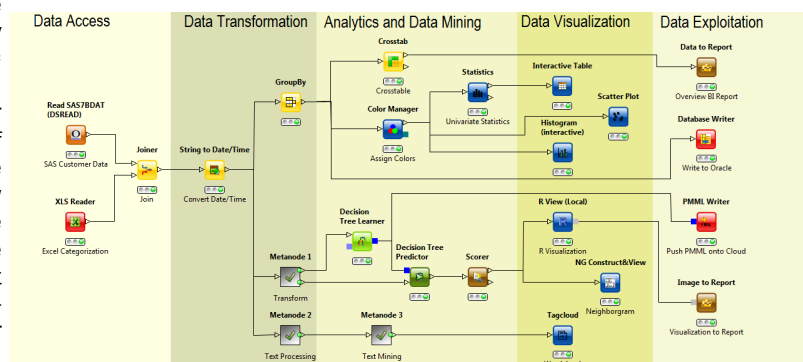 Data Access
Data Transformation
Analytics and Data Mining
Data Visualization
Data Exploitation
Crosstab
Crosstable
Data to Report
Overview BI Report
Statistics
Univariate Statistics
Interactive Table
GroupBy
Color Manager
Assign Colors
Scatter Plot
Histogram
(interactive)
Database Writer
Write to Oracle
Read SAS7BDAT
(DSREAD)
SAS Customer Data
Joiner
Join
String to Date/Time
Convert Date/Time
XLS Reader
Excel Categorization
Decision
Tree Learner
R View (Local)
R Visualization
PMML Writer
Push PMML onto Cloud
Metanode 1
Transform
Decision Tree
Predictor
Scorer
NG Construct&View
Neighborgram
Image to Report
Visualization to Report
Metanode 2
Text Processing
Metanode 3
Text Mining
Tagcloud